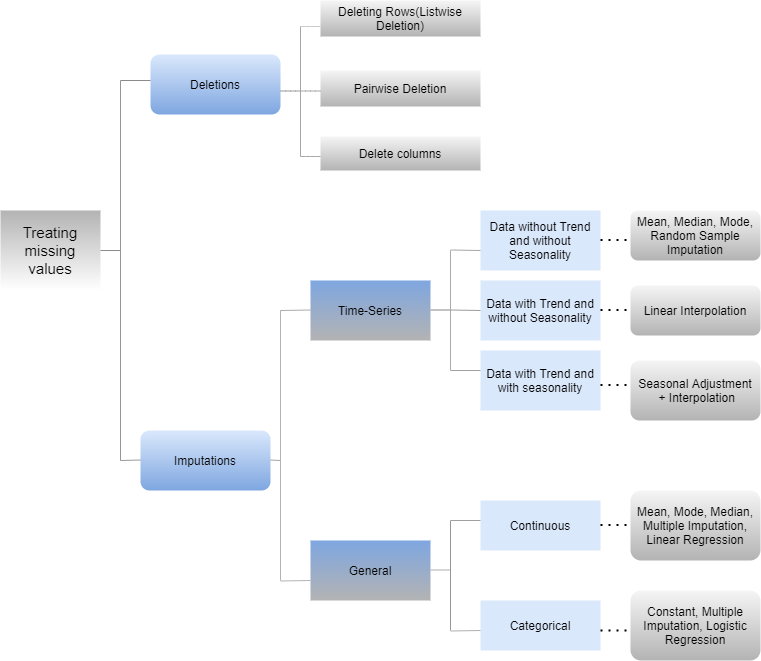 Deleting Rows(Listwise
Deletion)
Deletions
Pairwise Deletion
Delete columns
Treating
missing
values
Data without Trend
and without
Seasonality
Mean, Median, Mode,
Random Sample
Imputation
Time-Series
Data with Trend and
without Seasonality
Linear Interpolation
Data with Trend and
with seasonality
Seasonal Adjustment
+ Interpolation
Imputations
General
Continuous
Mean, Mode, Median,
Multiple Imputation,
Linear Regression
Categorical
Constant, Multiple
Imputation, Logistic
Regression